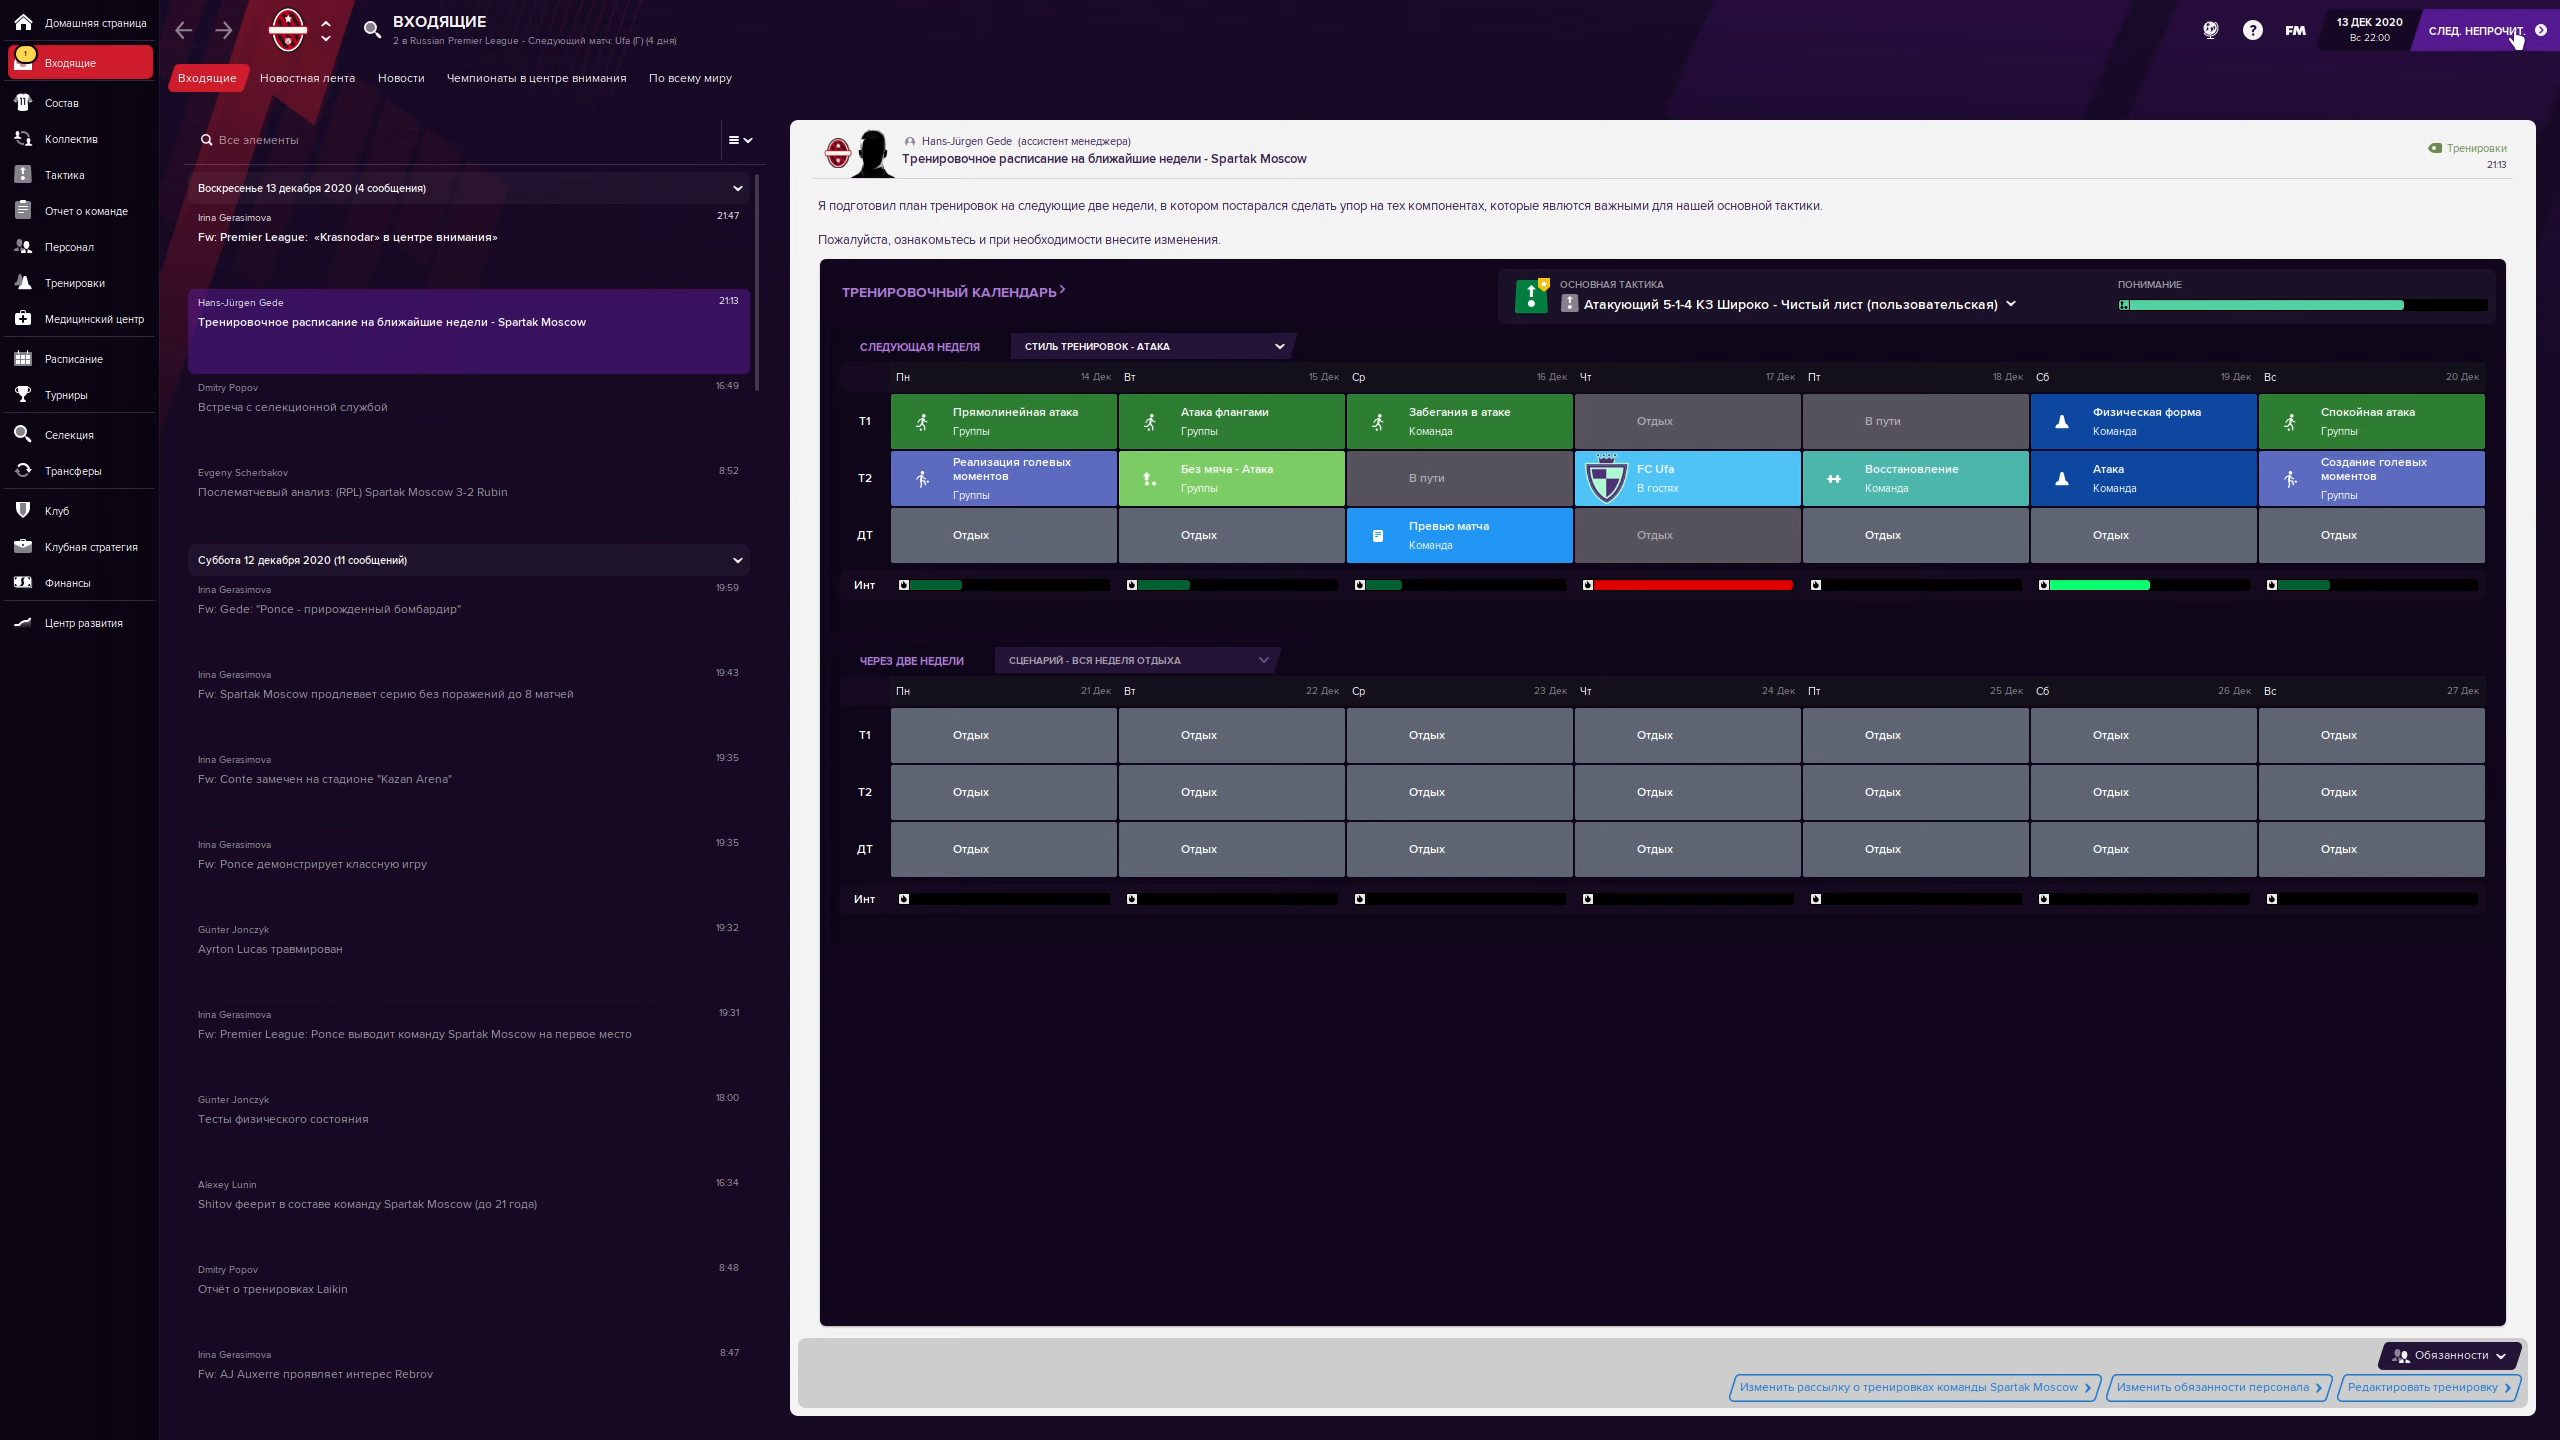 Домашняя страница
1
Входящие
Состав
Коллектив
Тактика
Отчет о команде
Персонал
Тренировки
Медицинский центр
Расписание
Турниры
Селекция
Трансферы
Клуб
Клубная стратегия
Финансы
Центр развития
ВХОДЯЩИЕ
2 в Russian Premier League - Следующий матч: Ufa (Г) (4 дня)
FM
13 ДЕК 2020
Вс 22:00
СЛЕД. НЕПРОЧИТ.
Входящие Новостная лента Новости Чемпионаты в центре внимания По всему миру
Все элементы
Воскресенье 13 декабря 2020 (4 сообщения)
Irina Gerasimova 21:47
Fw: Premier League: «Krasnodar» в центре внимания»
Hans-Jürgen Gede 21:13
Тренировочное расписание на ближайшие недели - Spartak Moscow
Dmitry Popov 16:49
Встреча с селекционной службой
Evgeny Scherbakov 8:52
Послематчевый анализ: (RPL) Spartak Moscow 3-2 Rubin
Суббота 12 декабря 2020 (11 сообщений)
Irina Gerasimova 19:59
Fw: Gede: "Ponce - прирожденный бомбардир"
Irina Gerasimova 19:43
Fw: Spartak Moscow продлевает серию без поражений до 8 матчей
Irina Gerasimova 19:35
Fw: Conte замечен на стадионе "Kazan Arena"
Irina Gerasimova 19:35
Fw: Ponce демонстрирует классную игру
Günter Jonczyk 19:32
Ayrton Lucas травмирован
Irina Gerasimova 19:31
Fw: Premier League: Ponce выводит команду Spartak Moscow на первое место
Günter Jonczyk 18:00
Тесты физического состояния
Alexey Lunin 16:34
Shitov феерит в составе команду Spartak Moscow (до 21 года)
Dmitry Popov 8:48
Отчёт о тренировках Laikin
Irina Gerasimova 8:47
Fw: AJ Auxerre проявляет интерес Rebrov
Hans-Jürgen Gede (ассистент менеджера)
Тренировочное расписание на ближайшие недели - Spartak Moscow
Тренировки
21:13
Я подготовил план тренировок на следующие две недели, в котором постарался сделать упор на тех компонентах, которые явлются важными для нашей основной тактики.
Пожалуйста, ознакомьтесь и при необходимости внесите изменения.
ТРЕНИРОВОЧНЫЙ КАЛЕНДАРЬ
ОСНОВНАЯ ТАКТИКА
Атакующий 5-1-4 КЗ Широко - Чистый лист (пользовательская)
ПОНИМАНИЕ
СЛЕДУЮЩАЯ НЕДЕЛЯ СТИЛЬ ТРЕНИРОВОК - АТАКА
Пн 14 Дек Вт 15 Дек Ср 16 Дек Чт 17 Дек Пт 18 Дек Сб 19 Дек Вс 20 Дек
Т1
Прямолинейная атака
Группы
Атака флангами
Группы
Забегания в атаке
Команда
Отдых
В пути
Физическая форма
Команда
Спокойная атака
Группы
Т2
Реализация голевых
моментов
Группы
Без мяча - Атака
Группы
В пути
FC Ufa
В гостях
Восстановление
Команда
Атака
Команда
Создание голевых
моментов
Группы
ДТ
Отдых
Отдых
Превью матча
Команда
Отдых
Отдых
Отдых
Отдых
Инт
ЧЕРЕЗ ДВЕ НЕДЕЛИ СЦЕНАРИЙ - ВСЯ НЕДЕЛЯ ОТДЫХА
Пн 21 Дек Вт 22 Дек Ср 23 Дек Чт 24 Дек Пт 25 Дек Сб 26 Дек Вс 27 Дек
Т1 Отдых Отдых Отдых Отдых Отдых Отдых Отдых
Т2 Отдых Отдых Отдых Отдых Отдых Отдых Отдых
ДТ Отдых Отдых Отдых Отдых Отдых Отдых Отдых
Инт
Обязанности
Изменить рассылку о тренировках команды Spartak Moscow
Изменить обязанности персонала
Редактировать тренировку